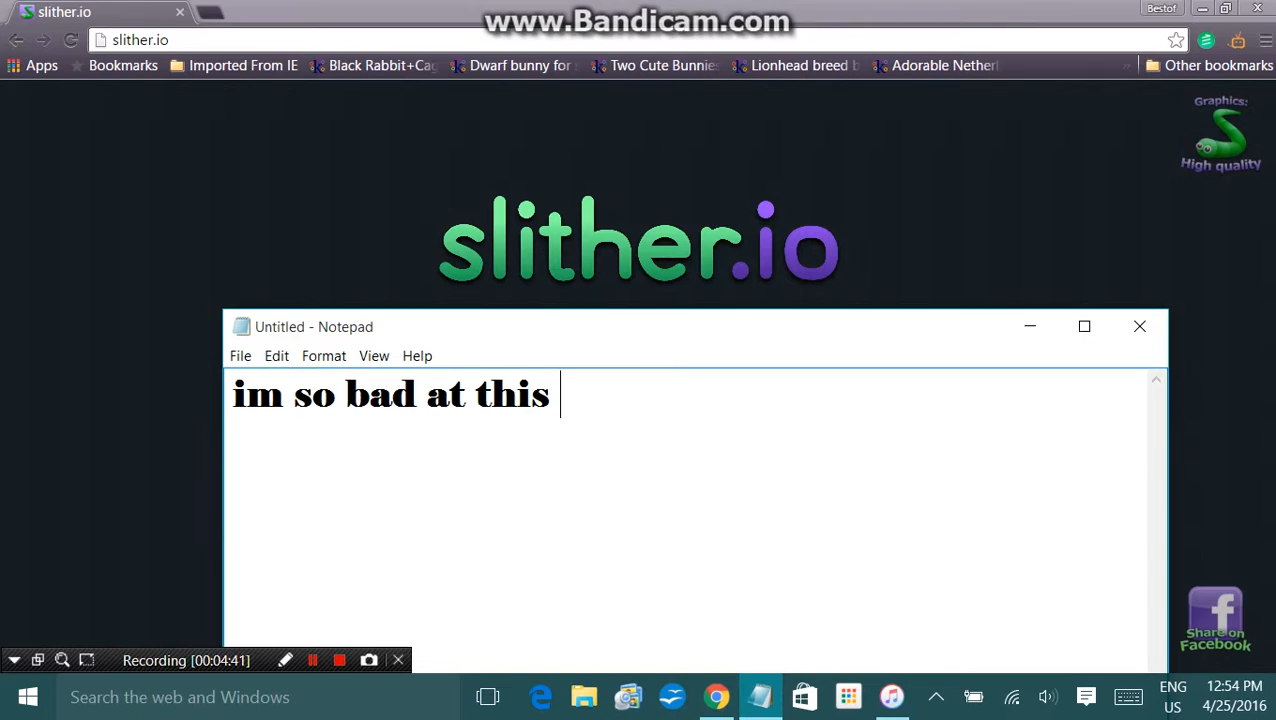 slither.io
www.Bandicam.com
Bestof
slither.io
Apps
Bookmarks
Imported From IE
Black Rabbit+Cag
Dwarf bunny for
Two Cute Bunnies
Lionhead breed b
Adorable Netherl
Other bookmarks
Graphics:
High quality
slither.io
Untitled - Notepad
File Edit Format View Help
im so bad at this
Share on
Facebook
Recording [00:04:41]
Search the web and Windows
ENG
US
12:54 PM
4/25/2016